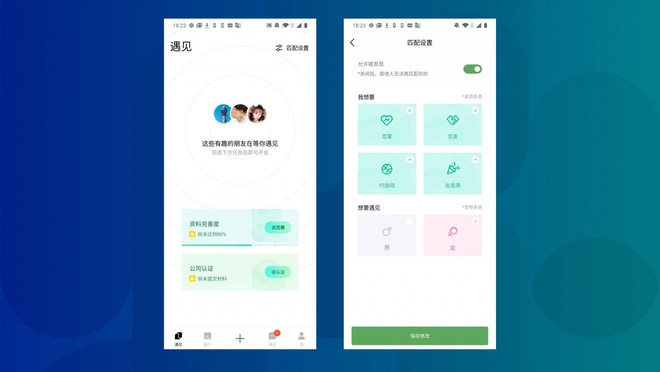 18:23
遇见
匹配设置
这些有趣的朋友在等你遇见
完成下方任务后即可开启
资料完善度
尚未达到80%
去完善
公司认证
尚未提交材料
去认证
遇见
18:23
匹配设置
允许被发现
*关闭后，其他人无法再匹配到你
我想要
*支持多选
恋爱
交友
约运动
出去浪
想要遇见
*支持多选
男
女
保存修改